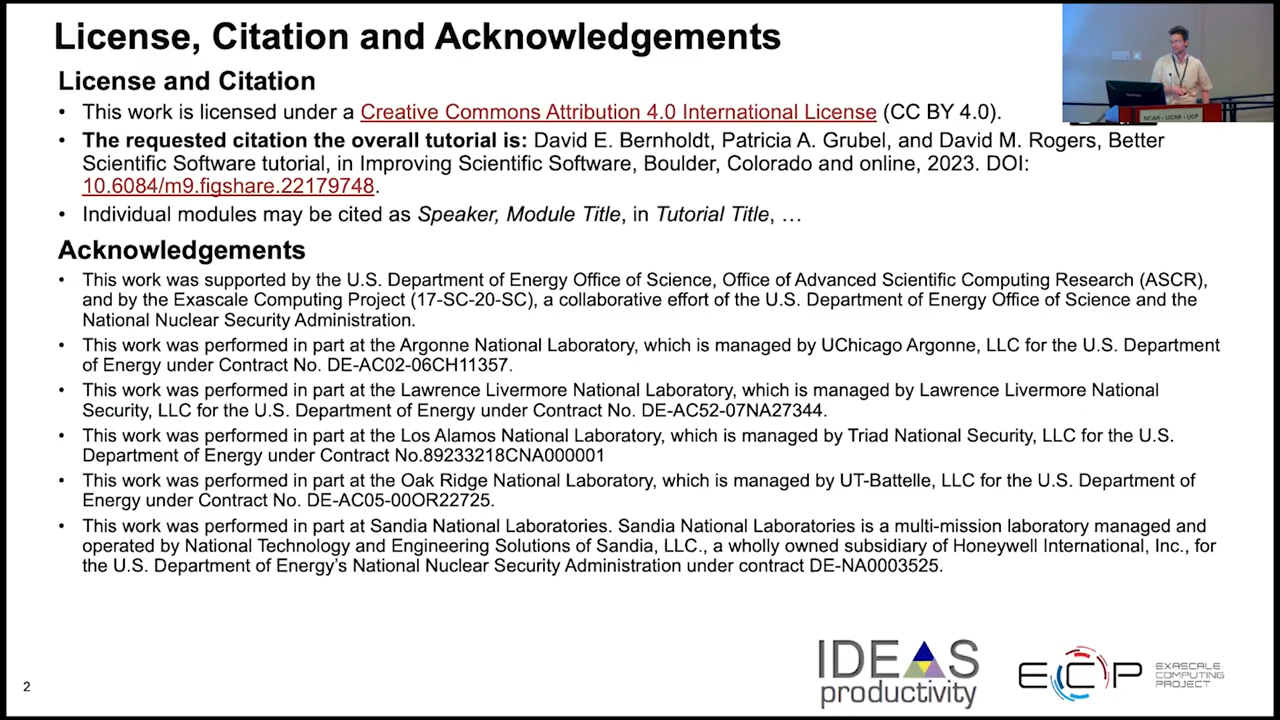 License, Citation and Acknowledgements
License and Citation
• This work is licensed under a Creative Commons Attribution 4.0 International License (CC BY 4.0).
• The requested citation the overall tutorial is: David E. Bernholdt, Patricia A. Grubel, and David M. Rogers, Better
Scientific Software tutorial, in Improving Scientific Software, Boulder, Colorado and online, 2023. DOI:
10.6084/m9.figshare.22179748.
• Individual modules may be cited as Speaker, Module Title, in Tutorial Title, …
Acknowledgements
• This work was supported by the U.S. Department of Energy Office of Science, Office of Advanced Scientific Computing Research (ASCR),
and by the Exascale Computing Project (17-SC-20-SC), a collaborative effort of the U.S. Department of Energy Office of Science and the
National Nuclear Security Administration.
• This work was performed in part at the Argonne National Laboratory, which is managed by UChicago Argonne, LLC for the U.S. Department
of Energy under Contract No. DE-AC02-06CH11357.
• This work was performed in part at the Lawrence Livermore National Laboratory, which is managed by Lawrence Livermore National
Security, LLC for the U.S. Department of Energy under Contract No. DE-AC52-07NA27344.
• This work was performed in part at the Los Alamos National Laboratory, which is managed by Triad National Security, LLC for the U.S.
Department of Energy under Contract No.89233218CNA000001
• This work was performed in part at the Oak Ridge National Laboratory, which is managed by UT-Battelle, LLC for the U.S. Department of
Energy under Contract No. DE-AC05-00OR22725.
• This work was performed in part at Sandia National Laboratories. Sandia National Laboratories is a multi-mission laboratory managed and
operated by National Technology and Engineering Solutions of Sandia, LLC., a wholly owned subsidiary of Honeywell International, Inc., for
the U.S. Department of Energy’s National Nuclear Security Administration under contract DE-NA0003525.
NCAR - UCAR - UCP
2
IDEAS
productivity
ECP
EXASCALE
COMPUTING
PROJECT